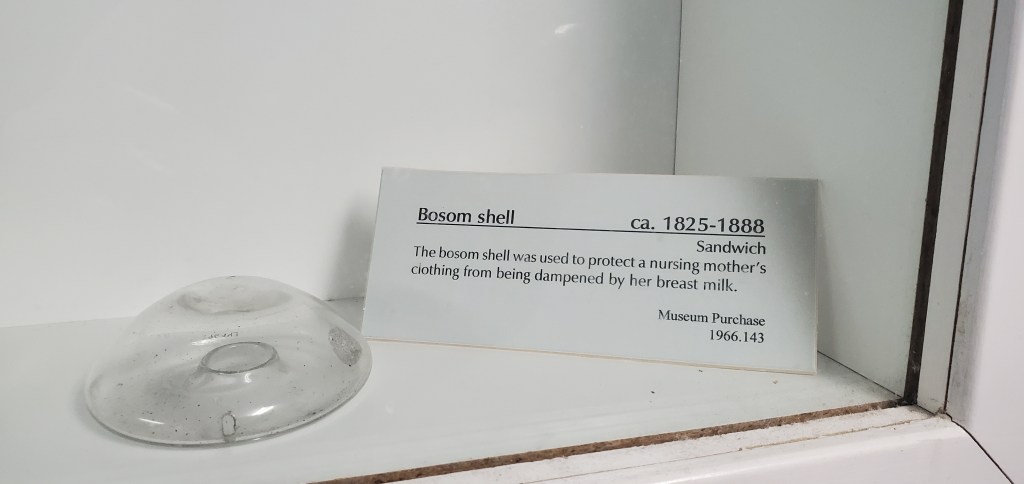 Bosom shell ca. 1825-1888
Sandwich
The bosom shell was used to protect a nursing mother's
clothing from being dampened by her breast milk.
Museum Purchase
1966.143